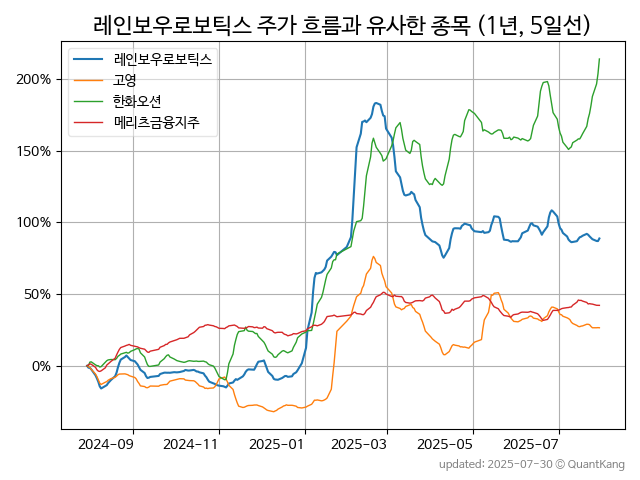 레인보우로보틱스 주가 흐름과 유사한 종목 (1년, 5일선)
레인보우로보틱스
고영
한화오션
메리츠금융지주
200%
150%
100%
50%
0%
2024-09 2024-11 2025-01 2025-03 2025-05 2025-07
updated: 2025-07-30 © QuantKang